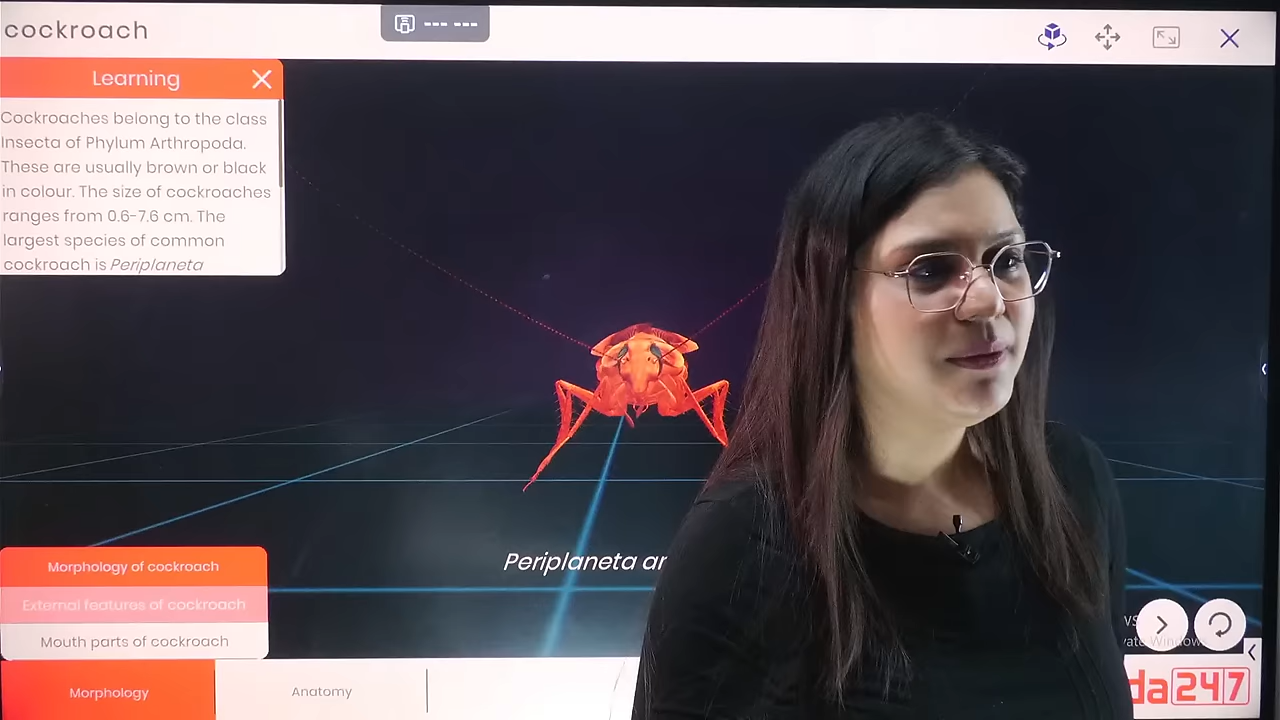 cockroach
Learning
Cockroaches belong to the class
Insecta of Phylum Arthropoda.
These are usually brown or black
in colour. The size of cockroaches
ranges from 0.6-7.6 cm. The
largest species of common
cockroach is Periplaneta
Periplaneta
Morphology of cockroach
External features of cockroach
Mouth parts of cockroach
Morphology
Anatomy
Windows
da247